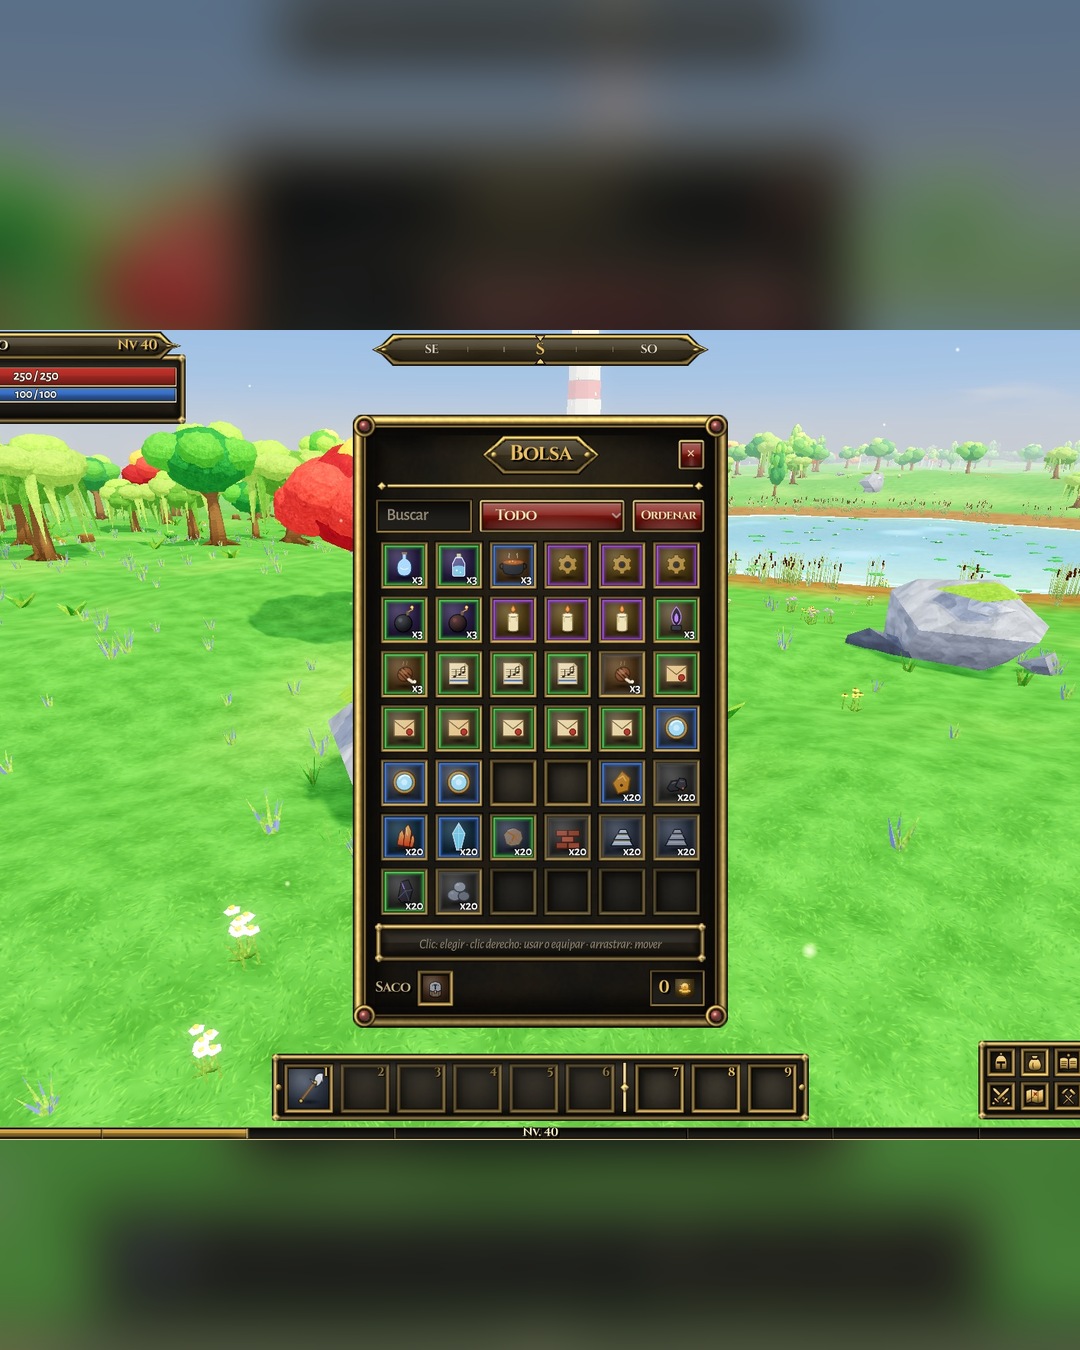 O NV 40
250/250
100/100
SE S SO
BOLSA
×
Buscar TODO ORDENAR
x3 x3 x3
x3 x3 x3
x3 x3
x20 x20
x20 x20 x20 x20 x20 x20
x20 x20
Clic: elegir · clic derecho: usar o equipar · arrastrar: mover
SACO 0
1 2 3 4 5 6 7 8 9
NV. 40